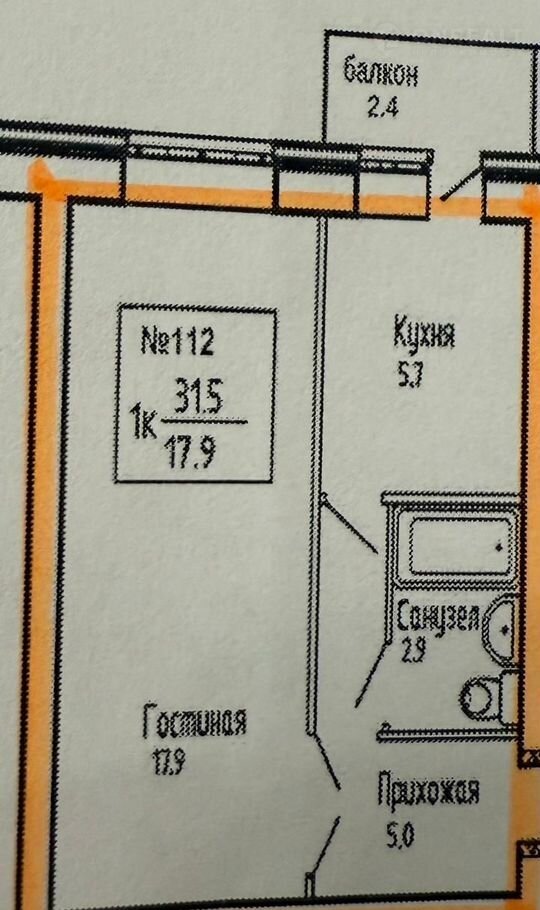 балкон
2.4
Кухня
5.7
№112
1К
31.5
17.9
Санузел
2.9
Гостиная
17.9
Прихожая
5.0